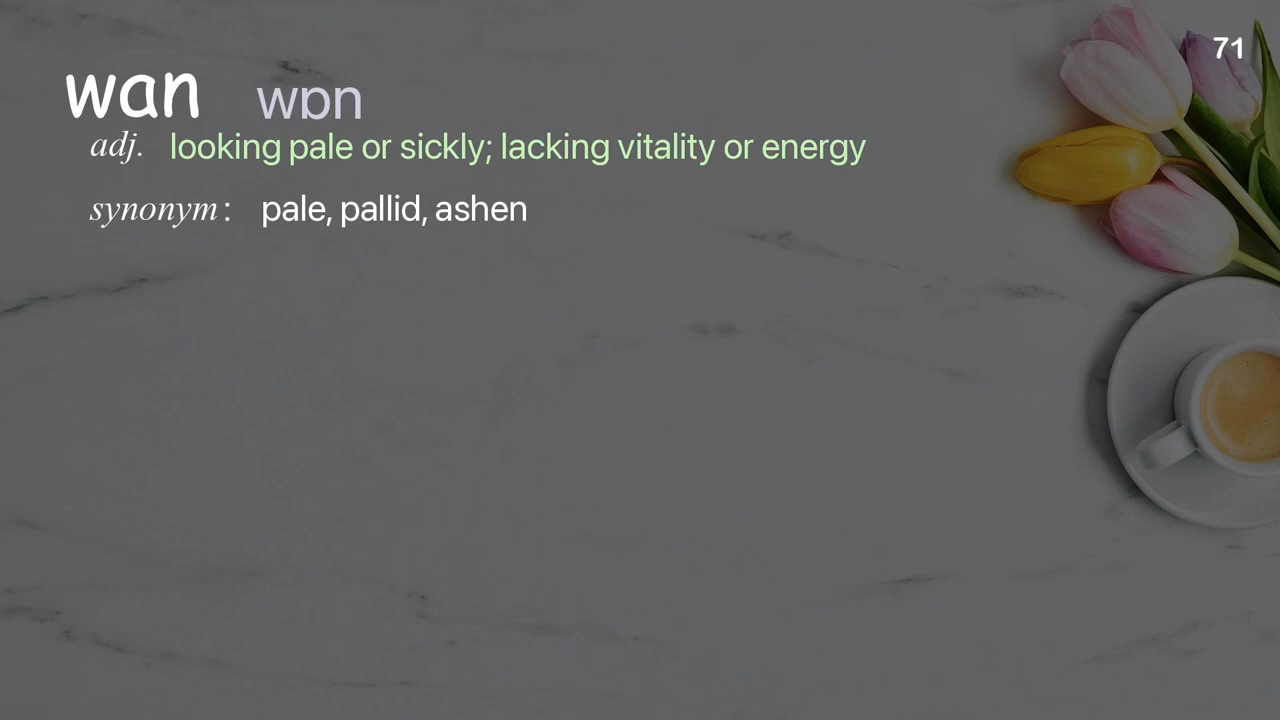 71
wan wɒn
adj. looking pale or sickly; lacking vitality or energy
synonym: pale, pallid, ashen